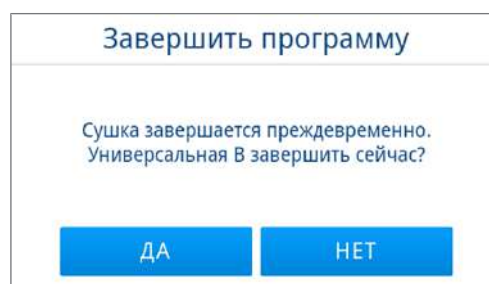 Завершить программу
Сушка завершается преждевременно.
Универсальная В завершить сейчас?
ДА НЕТ